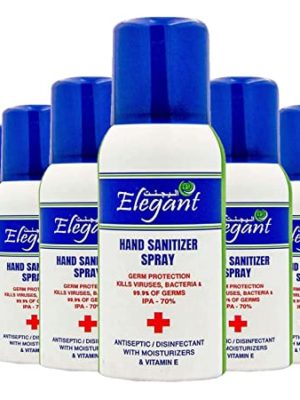 اليجنت
Elegant
HAND SANITIZER
SPRAY
GERM PROTECTION
KILLS VIRUSES, BACTERIA &
99.9% OF GERMS
IPA - 70%
ANTISEPTIC / DISINFECTANT
WITH MOISTURIZERS
& VITAMIN E